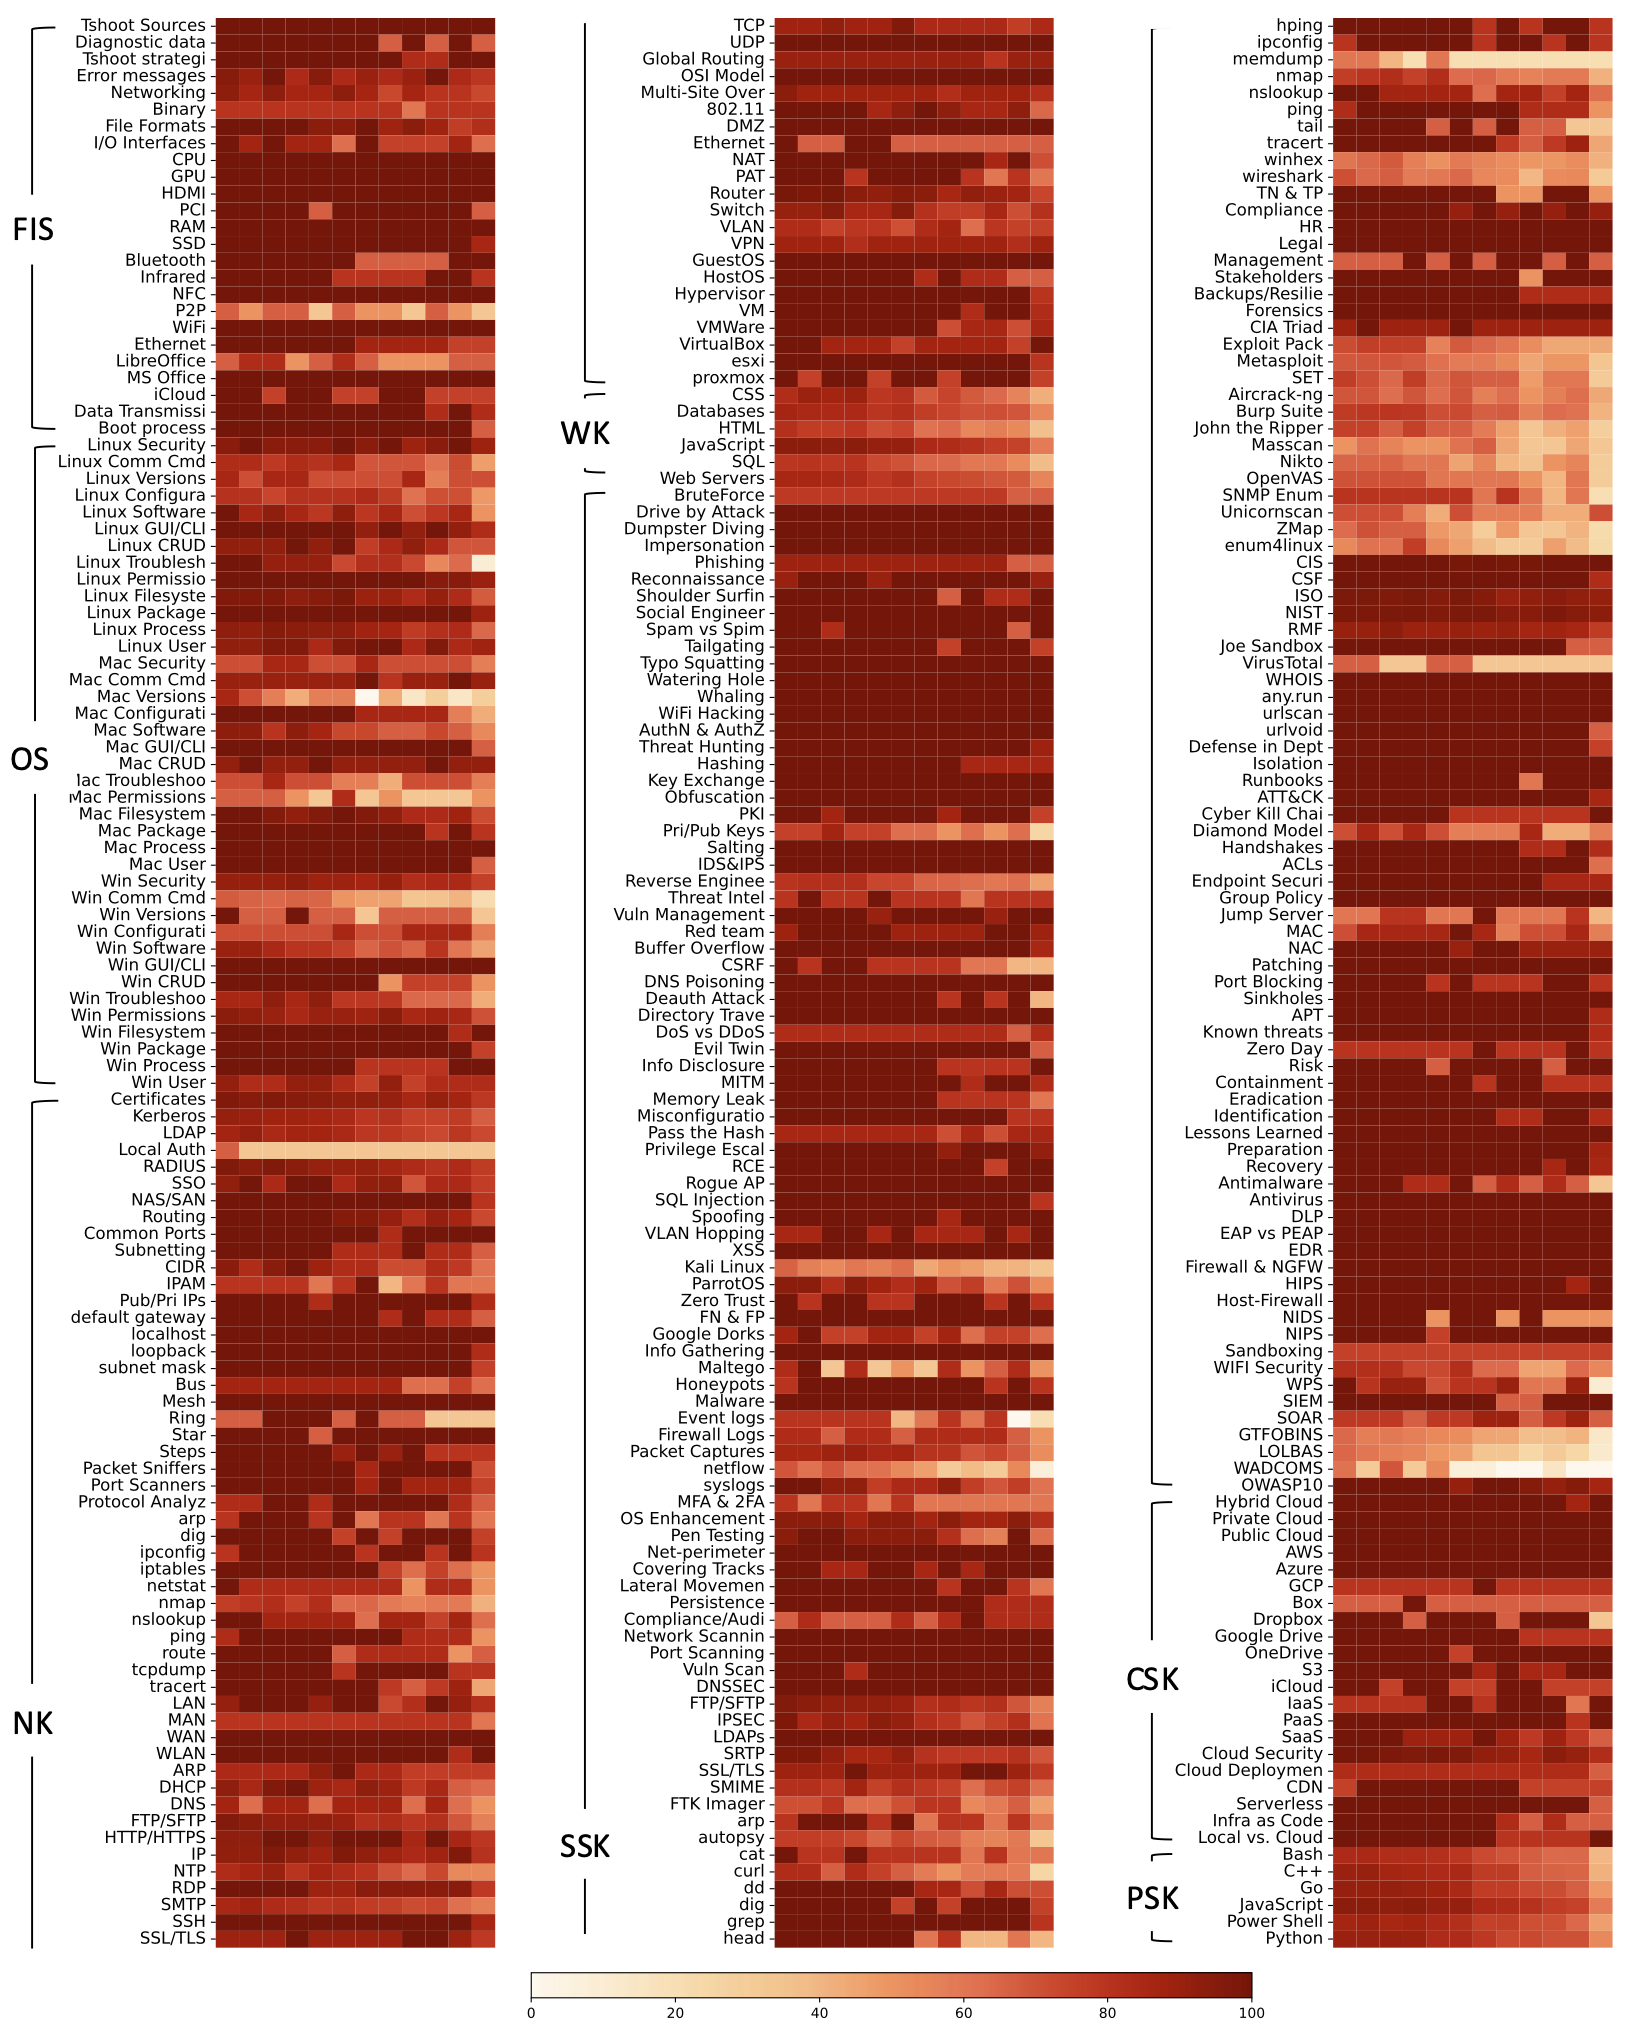 FIS
Tshoot Sources
Diagnostic data
Tshoot strategi
Error messages
Networking
Binary
File Formats
I/O Interfaces
CPU
GPU
HDMI
PCI
RAM
SSD
Bluetooth
Infrared
NFC
P2P
WiFi
Ethernet
LibreOffice
MS Office
iCloud
Data Transmissi
Boot process
OS
Linux Security
Linux Comm Cmd
Linux Versions
Linux Configura
Linux Software
Linux GUI/CLI
Linux CRUD
Linux Troublesh
Linux Permissio
Linux Filesyste
Linux Package
Linux Process
Linux User
Mac Security
Mac Comm Cmd
Mac Versions
Mac Configurati
Mac Software
Mac GUI/CLI
Mac CRUD
Mac Troubleshoo
Mac Permissions
Mac Filesystem
Mac Package
Mac Process
Mac User
Win Security
Win Comm Cmd
Win Versions
Win Configurati
Win Software
Win GUI/CLI
Win CRUD
Win Troubleshoo
Win Permissions
Win Filesystem
Win Package
Win Process
Win User
NK
Certificates
Kerberos
LDAP
Local Auth
RADIUS
SSO
NAS/SAN
Routing
Common Ports
Subnetting
CIDR
IPAM
Pub/Pri IPs
default gateway
localhost
loopback
subnet mask
Bus
Mesh
Ring
Star
Steps
Packet Sniffers
Port Scanners
Protocol Analyz
arp
dig
ipconfig
iptables
netstat
nmap
nslookup
ping
route
tcpdump
tracert
LAN
MAN
WAN
WLAN
ARP
DHCP
DNS
FTP/SFTP
HTTP/HTTPS
IP
NTP
RDP
SMTP
SSH
SSL/TLS
TCP
UDP
Global Routing
OSI Model
Multi-Site Over
802.11
DMZ
Ethernet
NAT
PAT
Router
Switch
VLAN
VPN
GuestOS
HostOS
Hypervisor
VM
VMWare
VirtualBox
esxi
proxmox
WK
CSS
Databases
HTML
JavaScript
SQL
Web Servers
SSK
BruteForce
Drive by Attack
Dumpster Diving
Impersonation
Phishing
Reconnaissance
Shoulder Surfin
Social Engineer
Spam vs Spim
Tailgating
Typo Squatting
Watering Hole
Whaling
WiFi Hacking
AuthN & AuthZ
Threat Hunting
Hashing
Key Exchange
Obfuscation
PKI
Pri/Pub Keys
Salting
IDS&IPS
Reverse Enginee
Threat Intel
Vuln Management
Red team
Buffer Overflow
CSRF
DNS Poisoning
Deauth Attack
Directory Trave
DoS vs DDoS
Evil Twin
Info Disclosure
MITM
Memory Leak
Misconfiguratio
Pass the Hash
Privilege Escal
RCE
Rogue AP
SQL Injection
Spoofing
VLAN Hopping
XSS
Kali Linux
ParrotOS
Zero Trust
FN & FP
Google Dorks
Info Gathering
Maltego
Honeypots
Malware
Event logs
Firewall Logs
Packet Captures
netflow
syslogs
MFA & 2FA
OS Enhancement
Pen Testing
Net-perimeter
Covering Tracks
Lateral Movemen
Persistence
Compliance/Audi
Network Scannin
Port Scanning
Vuln Scan
DNSSEC
FTP/SFTP
IPSEC
LDAPs
SRTP
SSL/TLS
SMIME
FTK Imager
arp
autopsy
cat
curl
dd
dig
grep
head
hping
ipconfig
memdump
nmap
nslookup
ping
tail
tracert
winhex
wireshark
TN & TP
Compliance
HR
Legal
Management
Stakeholders
Backups/Resilie
Forensics
CIA Triad
Exploit Pack
Metasploit
SET
Aircrack-ng
Burp Suite
John the Ripper
Masscan
Nikto
OpenVAS
SNMP Enum
Unicornscan
ZMap
enum4linux
CIS
CSF
ISO
NIST
RMF
Joe Sandbox
VirusTotal
WHOIS
any.run
urlscan
urlvoid
Defense in Dept
Isolation
Runbooks
ATT&CK
Cyber Kill Chai
Diamond Model
Handshakes
ACLs
Endpoint Securi
Group Policy
Jump Server
MAC
NAC
Patching
Port Blocking
Sinkholes
APT
Known threats
Zero Day
Risk
Containment
Eradication
Identification
Lessons Learned
Preparation
Recovery
Antimalware
Antivirus
DLP
EAP vs PEAP
EDR
Firewall & NGFW
HIPS
Host-Firewall
NIDS
NIPS
Sandboxing
WIFI Security
WPS
SIEM
SOAR
GTFOBINS
LOLBAS
WADCOMS
OWASP10
CSK
Hybrid Cloud
Private Cloud
Public Cloud
AWS
Azure
GCP
Box
Dropbox
Google Drive
OneDrive
S3
iCloud
IaaS
PaaS
SaaS
Cloud Security
Cloud Deploymen
CDN
Serverless
Infra as Code
Local vs. Cloud
PSK
Bash
C++
Go
JavaScript
Power Shell
Python
0 20 40 60 80 100